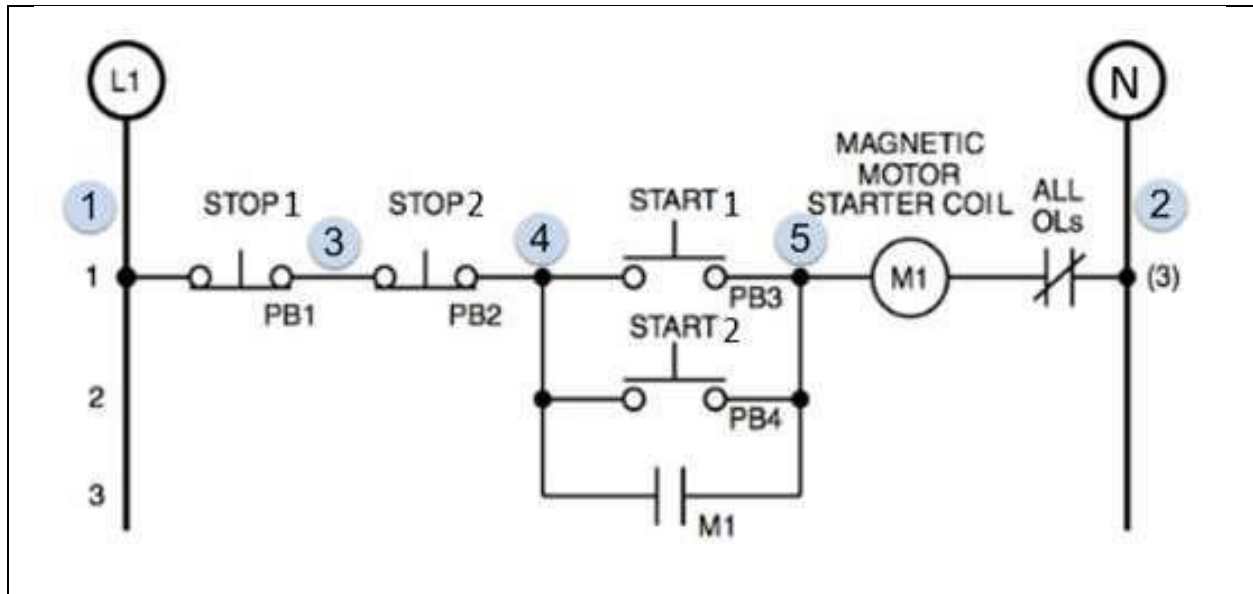 L1
N
MAGNETIC
MOTOR
STARTER COIL
ALL
OLs
1
STOP 1
STOP 2
START 1
2
3
4
5
1
PB1
PB2
PB3
M1
(3)
START 2
2
PB4
3
M1